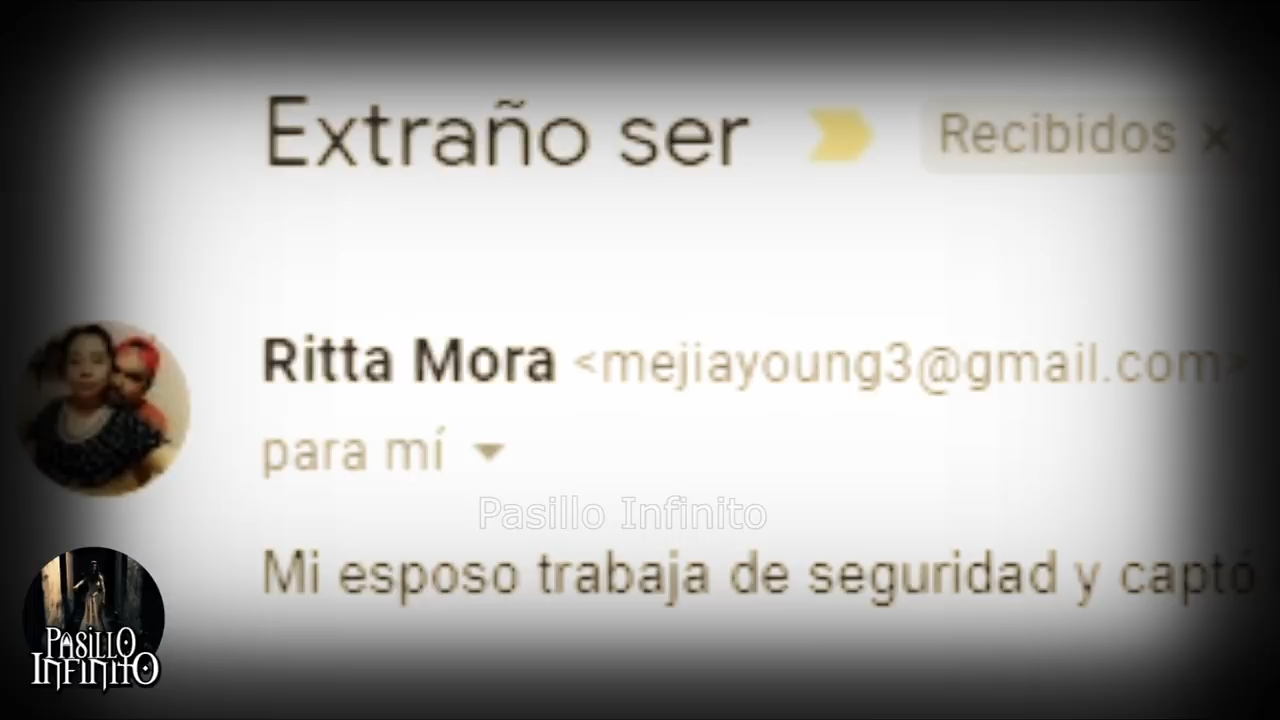 Extraño ser Recibidos ×
Ritta Mora <mejiayoung3@gmail.com>
para mí
Pasillo Infinito
Mi esposo trabaja de seguridad y captó
PASILLO
INFINITO